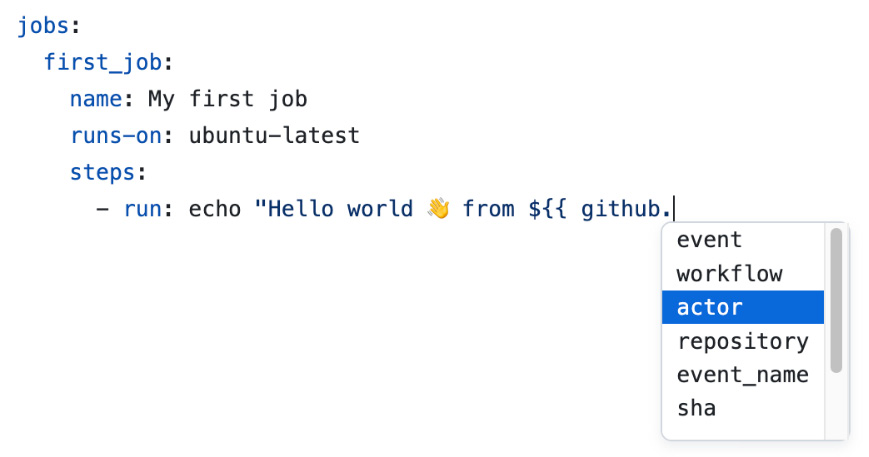 jobs:
first_job:
name: My first job
runs-on: ubuntu-latest
steps:
- run: echo "Hello world 👋 from ${{ github.
event
workflow
actor
repository
event_name
sha